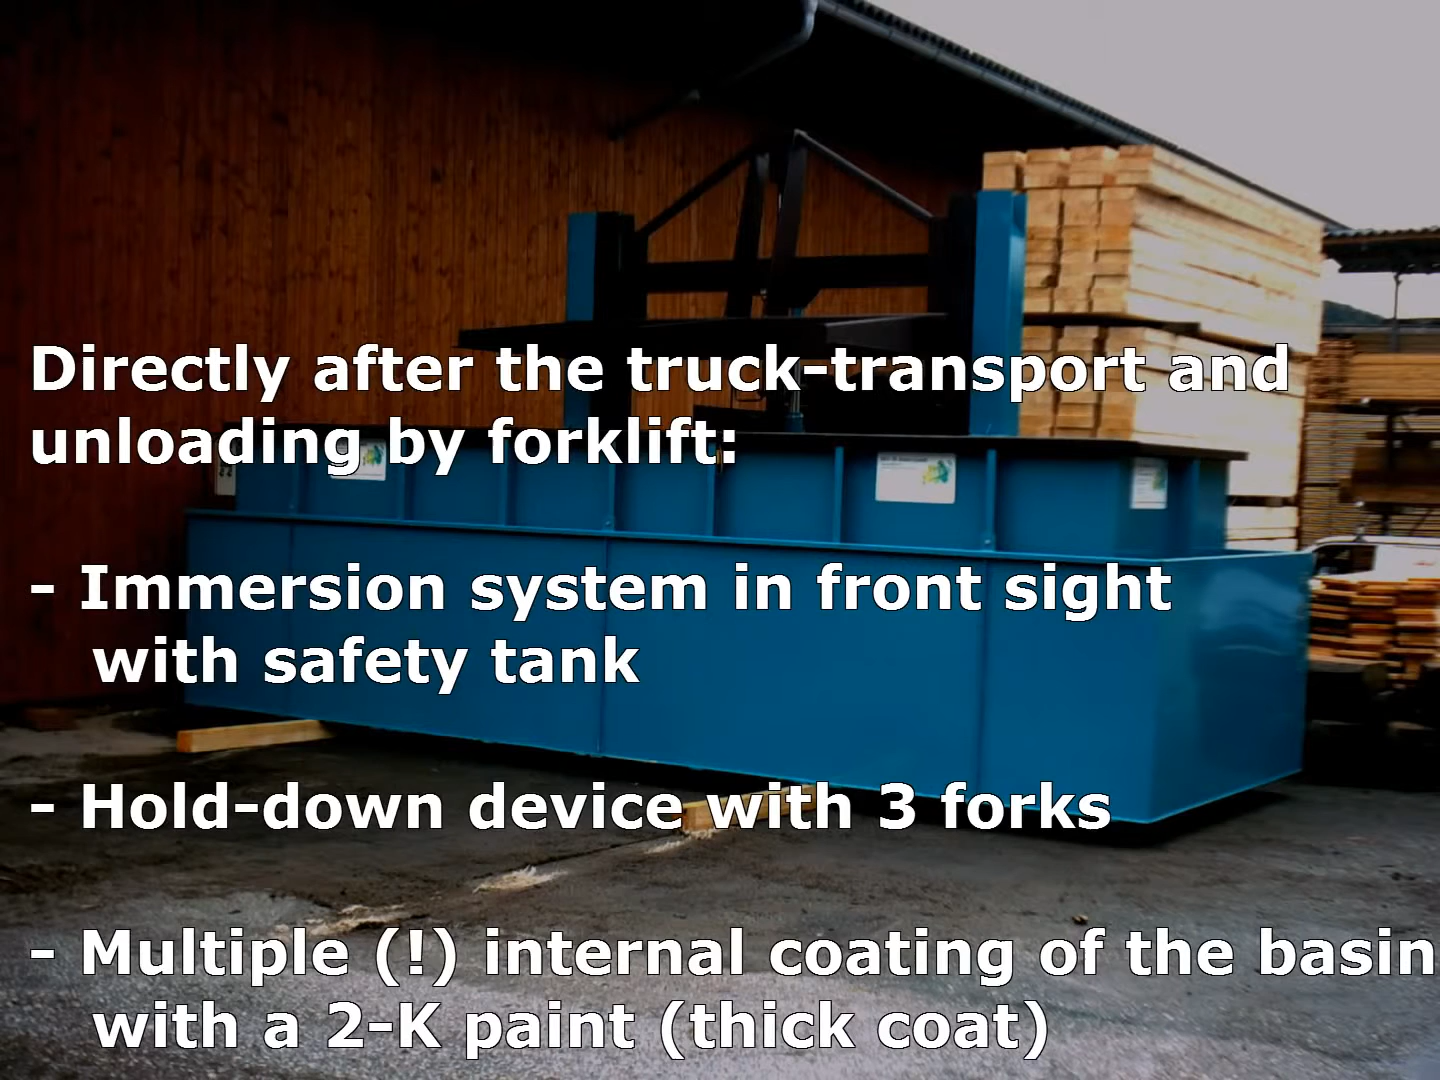 Directly after the truck-transport and
unloading by forklift:
- Immersion system in front sight
with safety tank
- Hold-down device with 3 forks
- Multiple (!) internal coating of the basin
with a 2-K paint (thick coat)